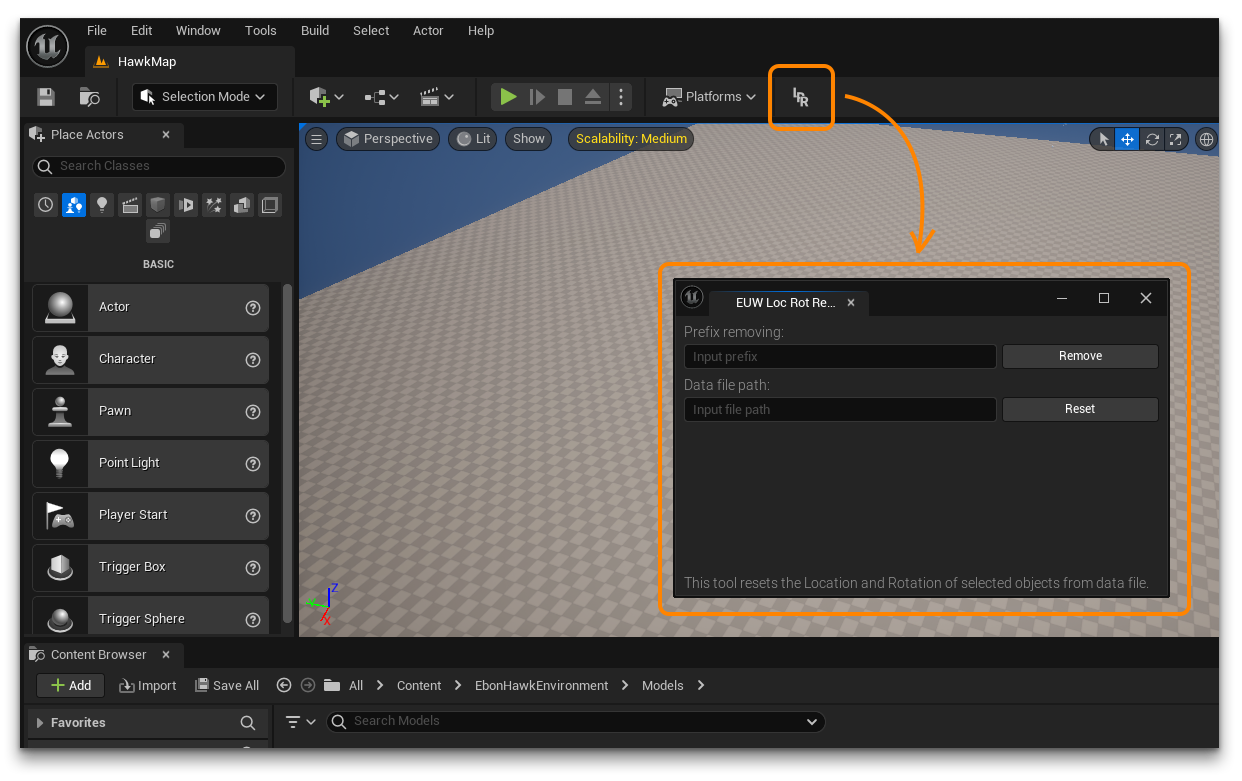 File Edit Window Tools Build Select Actor Help
HawkMap
Selection Mode
Platforms
LRR
Place Actors
Search Classes
BASIC
Actor
Character
Pawn
Point Light
Player Start
Trigger Box
Trigger Sphere
Perspective Lit Show Scalability: Medium
EUW Loc Rot Re...
Prefix removing:
Input prefix Remove
Data file path:
Input file path Reset
This tool resets the Location and Rotation of selected objects from data file.
Z
Y
X
Content Browser
Add Import Save All All Content EbonHawkEnvironment Models
Favorites Search Models